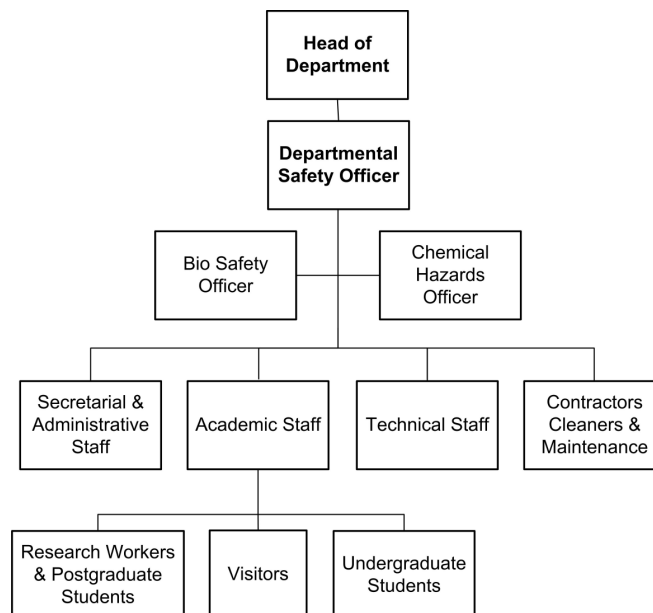 Head of
Department
Departmental
Safety Officer
Bio Safety
Officer
Chemical
Hazards
Officer
Secretarial &
Administrative
Staff
Academic Staff
Technical Staff
Contractors
Cleaners &
Maintenance
Research Workers
& Postgraduate
Students
Visitors
Undergraduate
Students